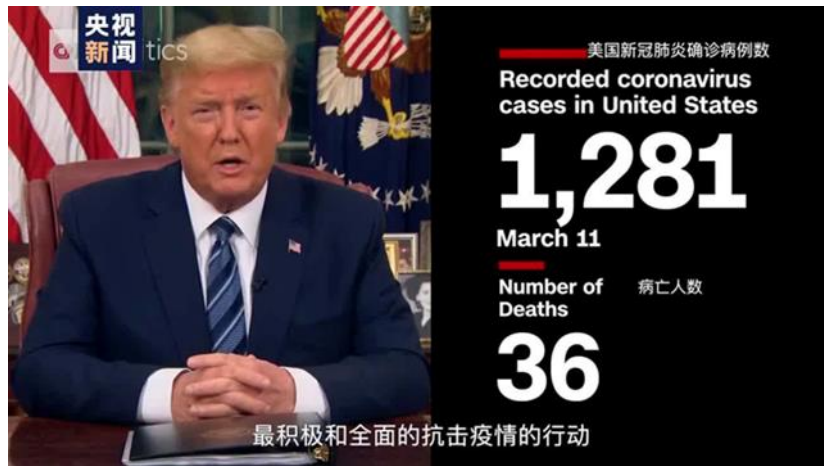 央视
新闻
tics
美国新冠肺炎确诊病例数
Recorded coronavirus
cases in United States
1,281
March 11
Number of
Deaths
病亡人数
36
最积极和全面的抗击疫情的行动